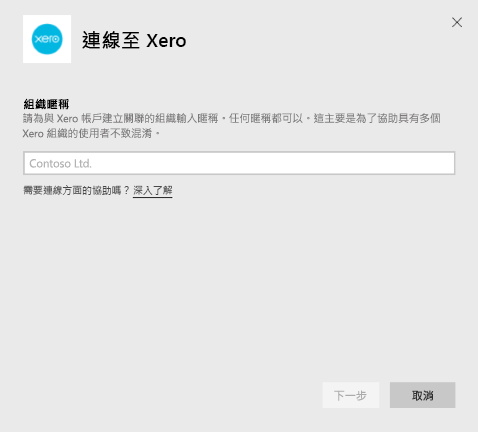 xero
連線至 Xero
組織暱稱
請為與 Xero 帳戶建立關聯的組織輸入暱稱。任何暱稱都可以。這主要是為了協助具有多個
Xero 組織的使用者不致混淆。
Contoso Ltd.
需要連線方面的協助嗎？深入了解
下一步
取消